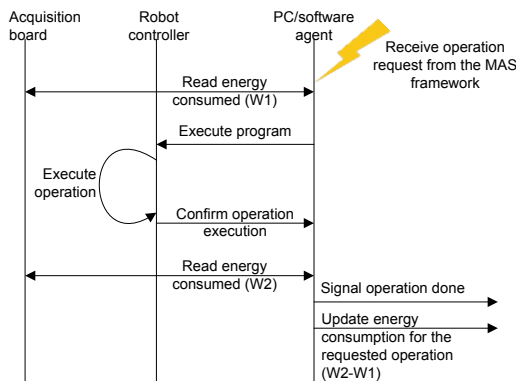 Acquisition
board
Robot
controller
PC/software
agent
Receive operation
request from the MAS
framework
Read energy
consumed (W1)
Execute program
Execute
operation
Confirm operation
execution
Read energy
consumed (W2)
Signal operation done
Update energy
consumption for the
requested operation
(W2-W1)